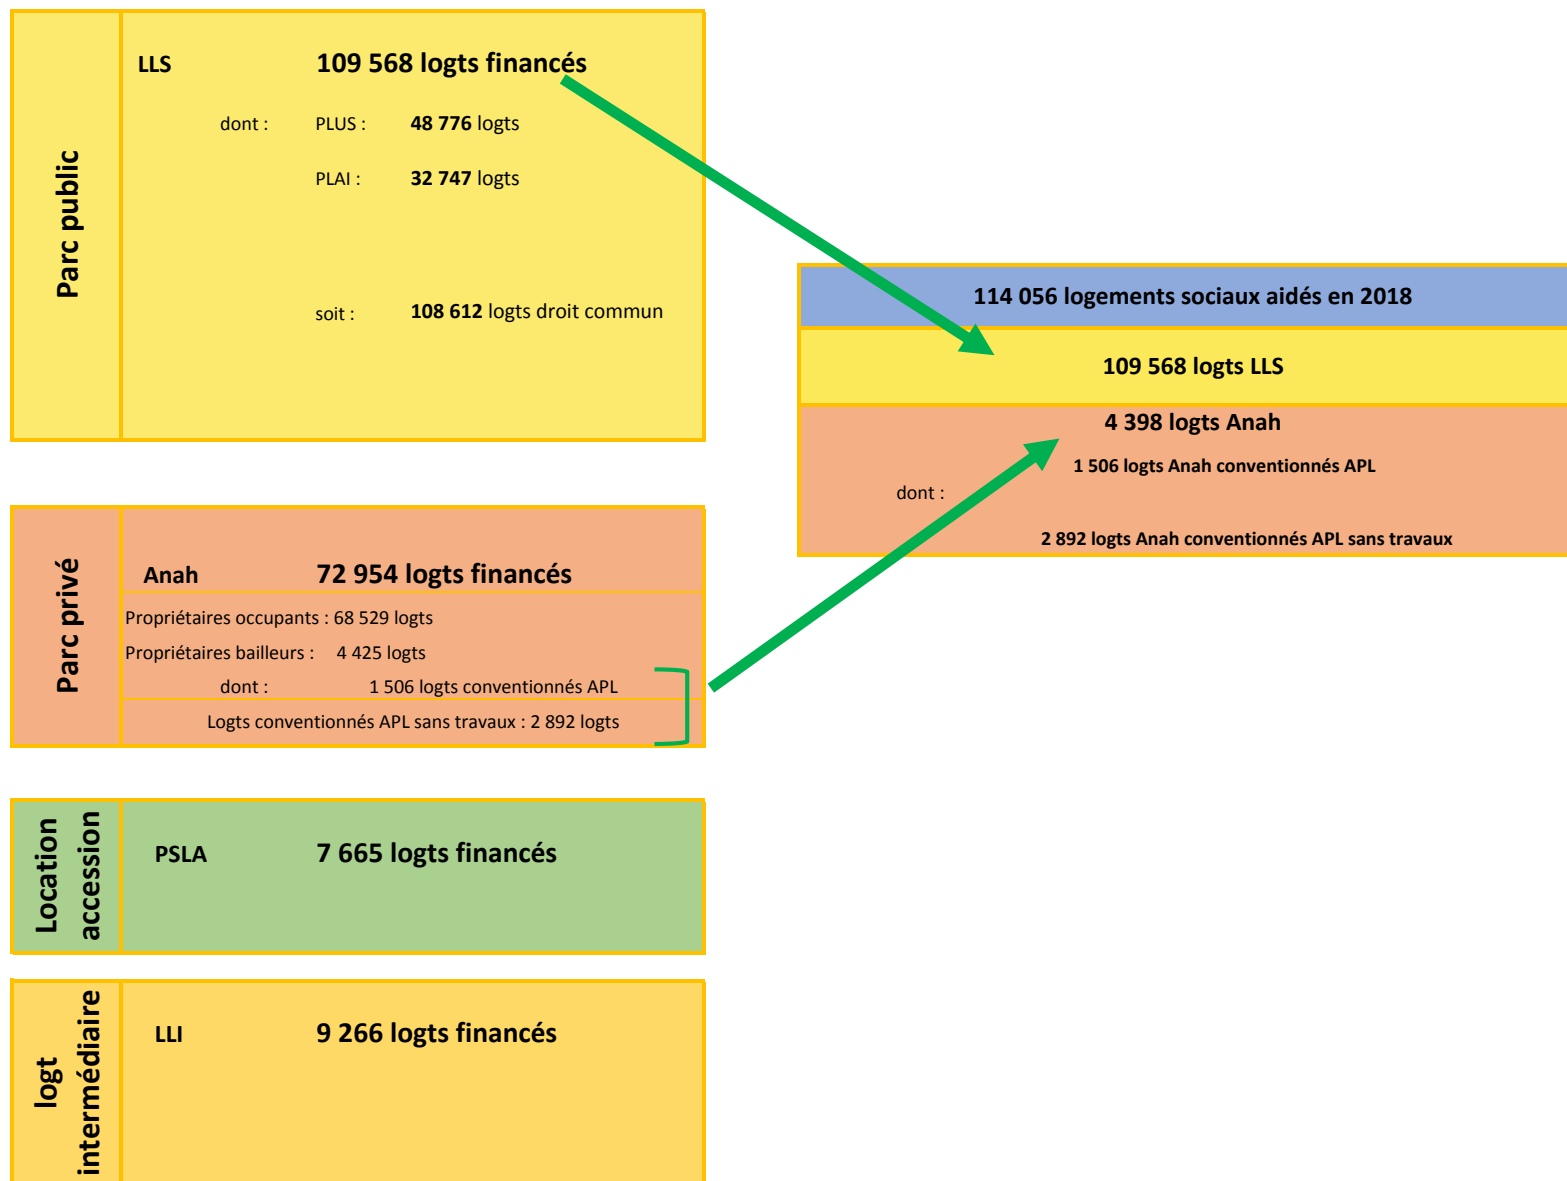 Parc public
LLS 109 568 logts financés
dont : PLUS : 48 776 logts
PLAI : 32 747 logts
soit : 108 612 logts droit commun
Parc privé
Anah 72 954 logts financés
Propriétaires occupants : 68 529 logts
Propriétaires bailleurs : 4 425 logts
dont : 1 506 logts conventionnés APL
Logts conventionnés APL sans travaux : 2 892 logts
Location
accession
PSLA 7 665 logts financés
logt
intermédiaire
LLI 9 266 logts financés
114 056 logements sociaux aidés en 2018
109 568 logts LLS
4 398 logts Anah
1 506 logts Anah conventionnés APL
dont :
2 892 logts Anah conventionnés APL sans travaux